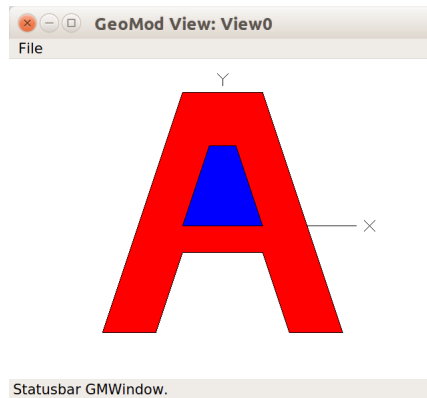 GeoMod View: View0
File
Y
A
X
Statusbar GMWindow.